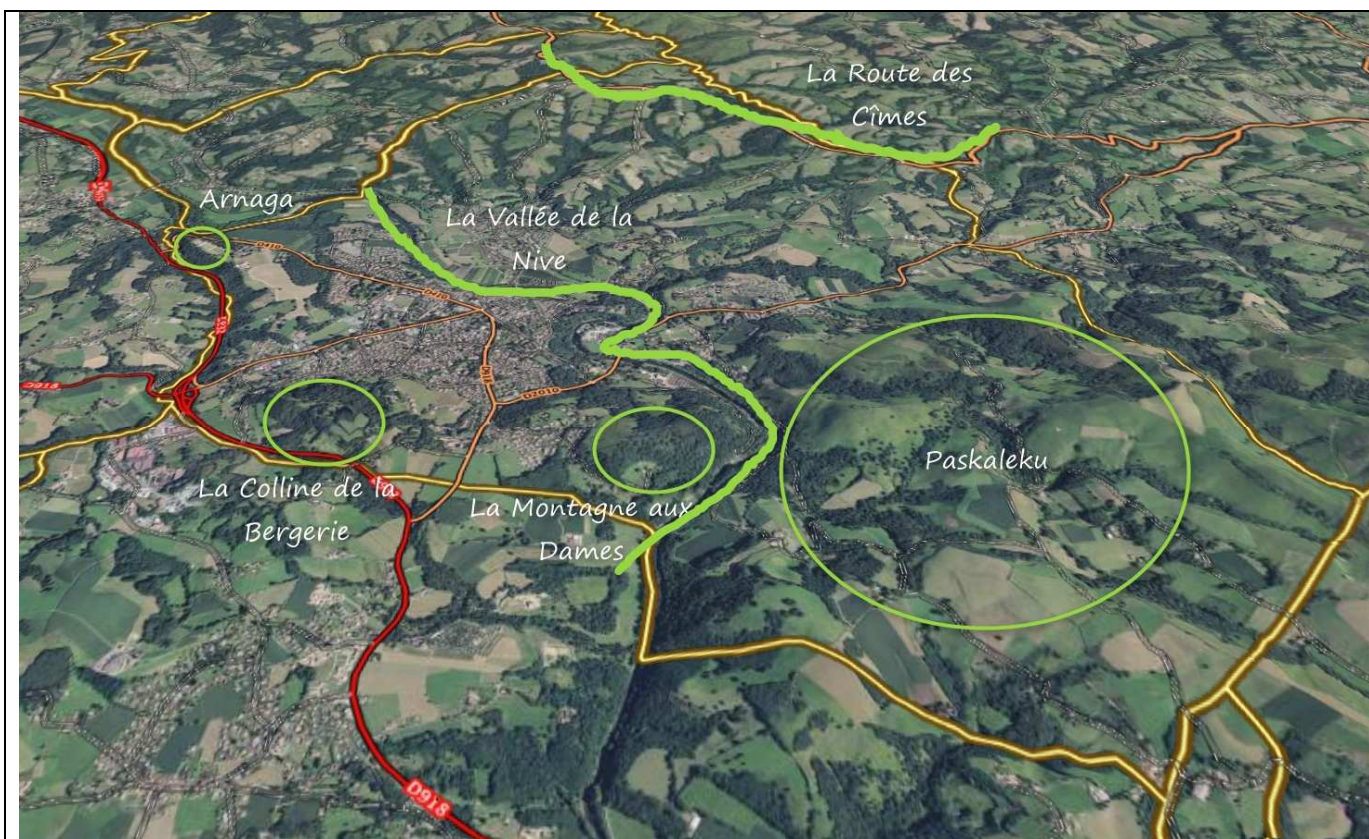 La Route des
Cîmes
Arnaga
La Vallée de la
Nive
D918
Paskaleku
La Colline de la
Bergerie
La Montagne aux
Dames
D918